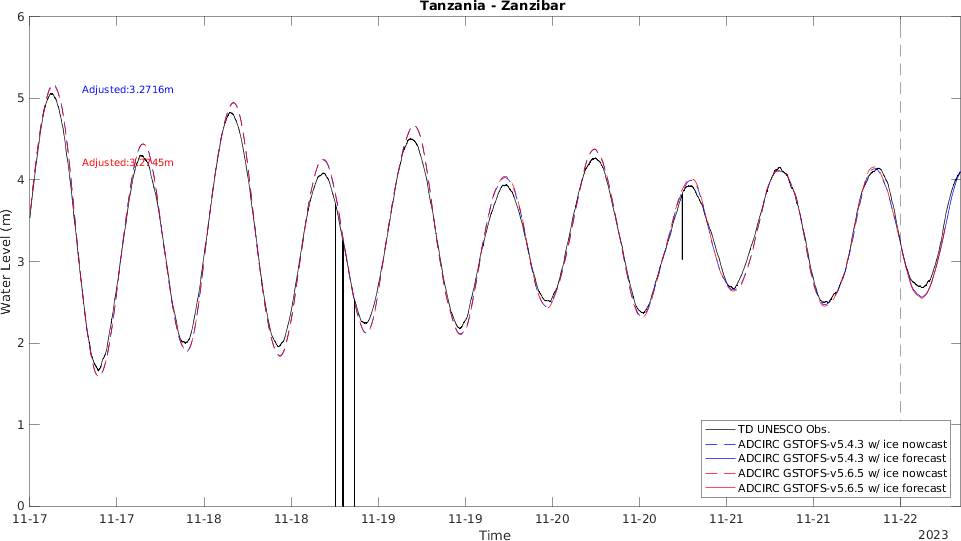 Tanzania - Zanzibar
6
5
4
3
2
1
0
Water Level (m)
Adjusted:3.2716m
Adjusted:3.2745m
TD UNESCO Obs.
ADCIRC GSTOFS-v5.4.3 w/ ice nowcast
ADCIRC GSTOFS-v5.4.3 w/ ice forecast
ADCIRC GSTOFS-v5.6.5 w/ ice nowcast
ADCIRC GSTOFS-v5.6.5 w/ ice forecast
11-17 11-17 11-18 11-18 11-19 11-19 11-20 11-20 11-21 11-21 11-22
Time
2023